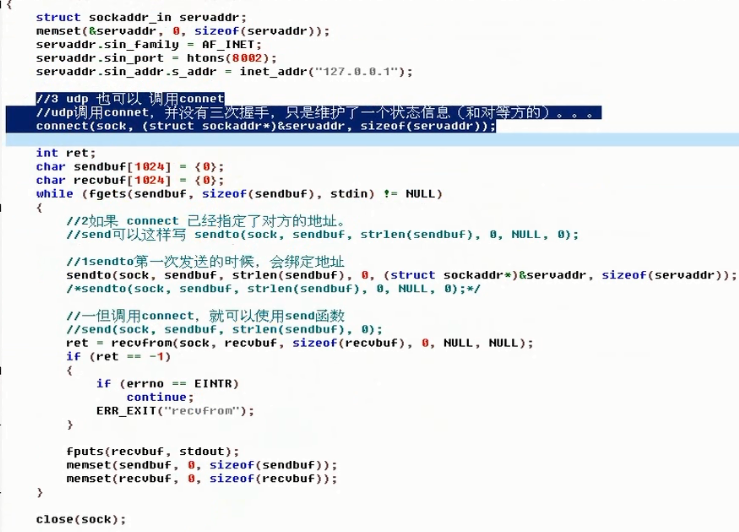 {
struct sockaddr_in servaddr;
memset(&servaddr, 0, sizeof(servaddr));
servaddr.sin_family = AF_INET;
servaddr.sin_port = htons(8002);
servaddr.sin_addr.s_addr = inet_addr("127.0.0.1");
//3 udp 也可以 调用connet
//udp调用connet，并没有三次握手，只是维护了一个状态信息（和对等方的）。。。
connect(sock, (struct sockaddr*)&servaddr, sizeof(servaddr));
int ret;
char sendbuf[1024] = {0};
char recvbuf[1024] = {0};
while (fgets(sendbuf, sizeof(sendbuf), stdin) != NULL)
{
//2如果 connect 已经指定了对方的地址。
//send可以这样写 sendto(sock, sendbuf, strlen(sendbuf), 0, NULL, 0);
//1sendto第一次发送的时候，会绑定地址
sendto(sock, sendbuf, strlen(sendbuf), 0, (struct sockaddr*)&servaddr, sizeof(servaddr));
/*sendto(sock, sendbuf, strlen(sendbuf), 0, NULL, 0);*/
//一但调用connect，就可以使用send函数
//send(sock, sendbuf, strlen(sendbuf), 0);
ret = recvfrom(sock, recvbuf, sizeof(recvbuf), 0, NULL, NULL);
if (ret == -1)
{
if (errno == EINTR)
continue;
ERR_EXIT("recvfrom");
}
fputs(recvbuf, stdout);
memset(sendbuf, 0, sizeof(sendbuf));
memset(recvbuf, 0, sizeof(recvbuf));
}
close(sock);